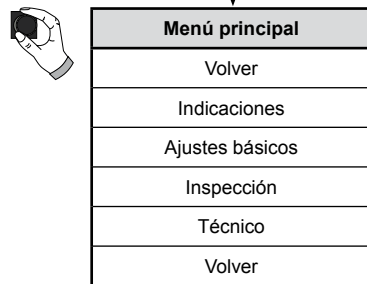 Menú principal
Volver
Indicaciones
Ajustes básicos
Inspección
Técnico
Volver